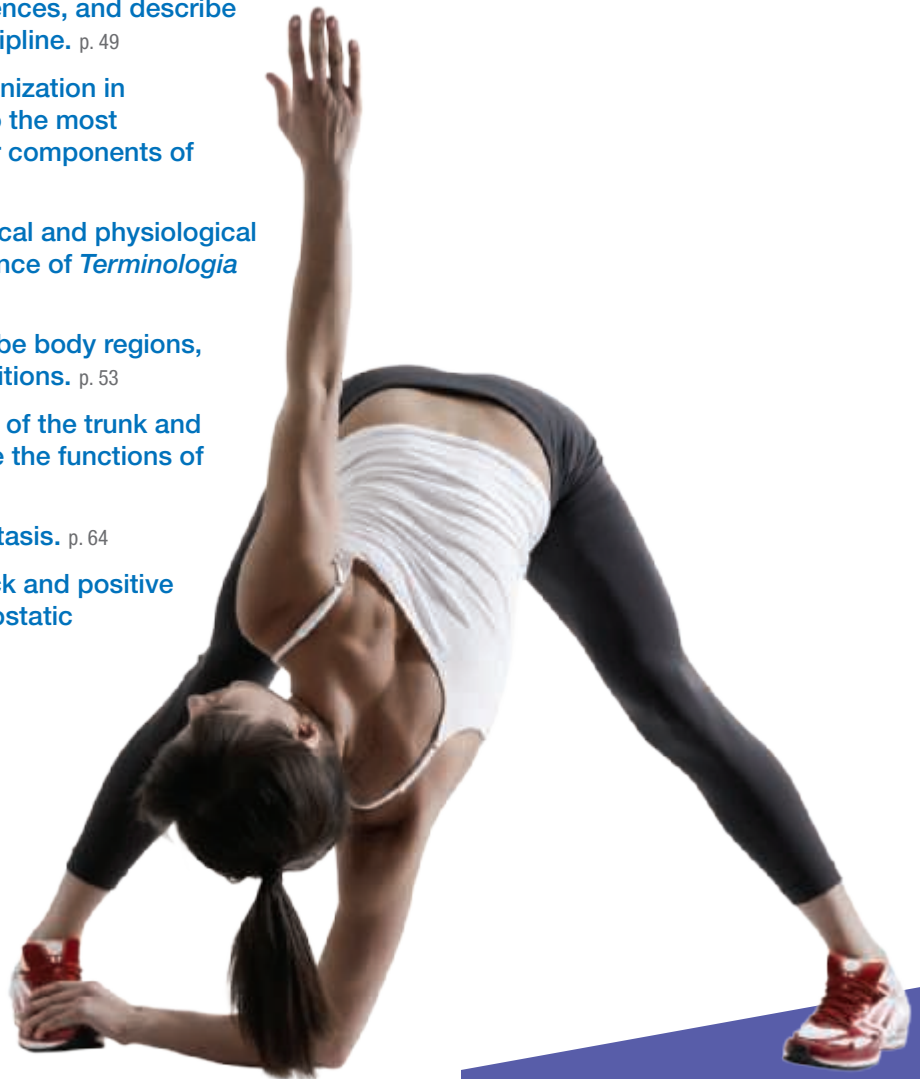 ences, and describe
ipline. p. 49
nization in
the most
components of
cal and physiological
nce of Terminologia
be body regions,
itions. p. 53
of the trunk and
e the functions of
tasis. p. 64
ck and positive
ostatic